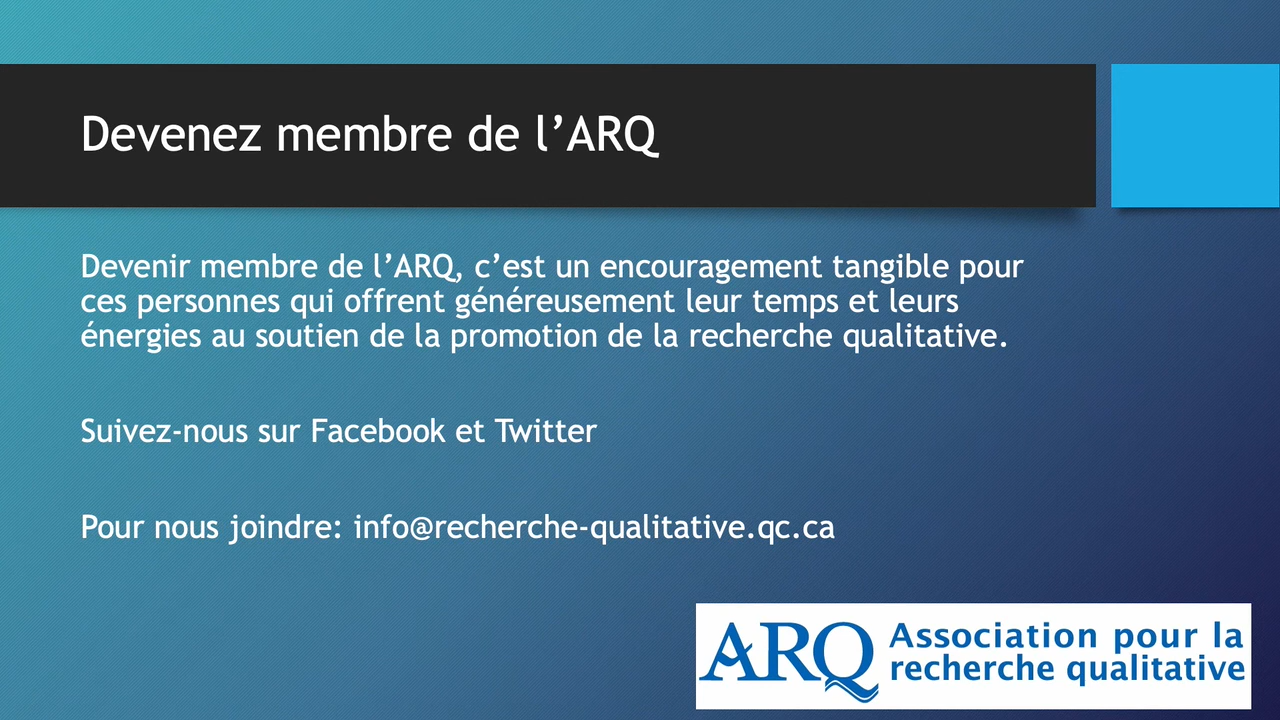 Devenez membre de l’ARQ
Devenir membre de l’ARQ, c’est un encouragement tangible pour
ces personnes qui offrent généreusement leur temps et leurs
énergies au soutien de la promotion de la recherche qualitative.
Suivez-nous sur Facebook et Twitter
Pour nous joindre: info@recherche-qualitative.qc.ca
ARQ
Association pour la
recherche qualitative